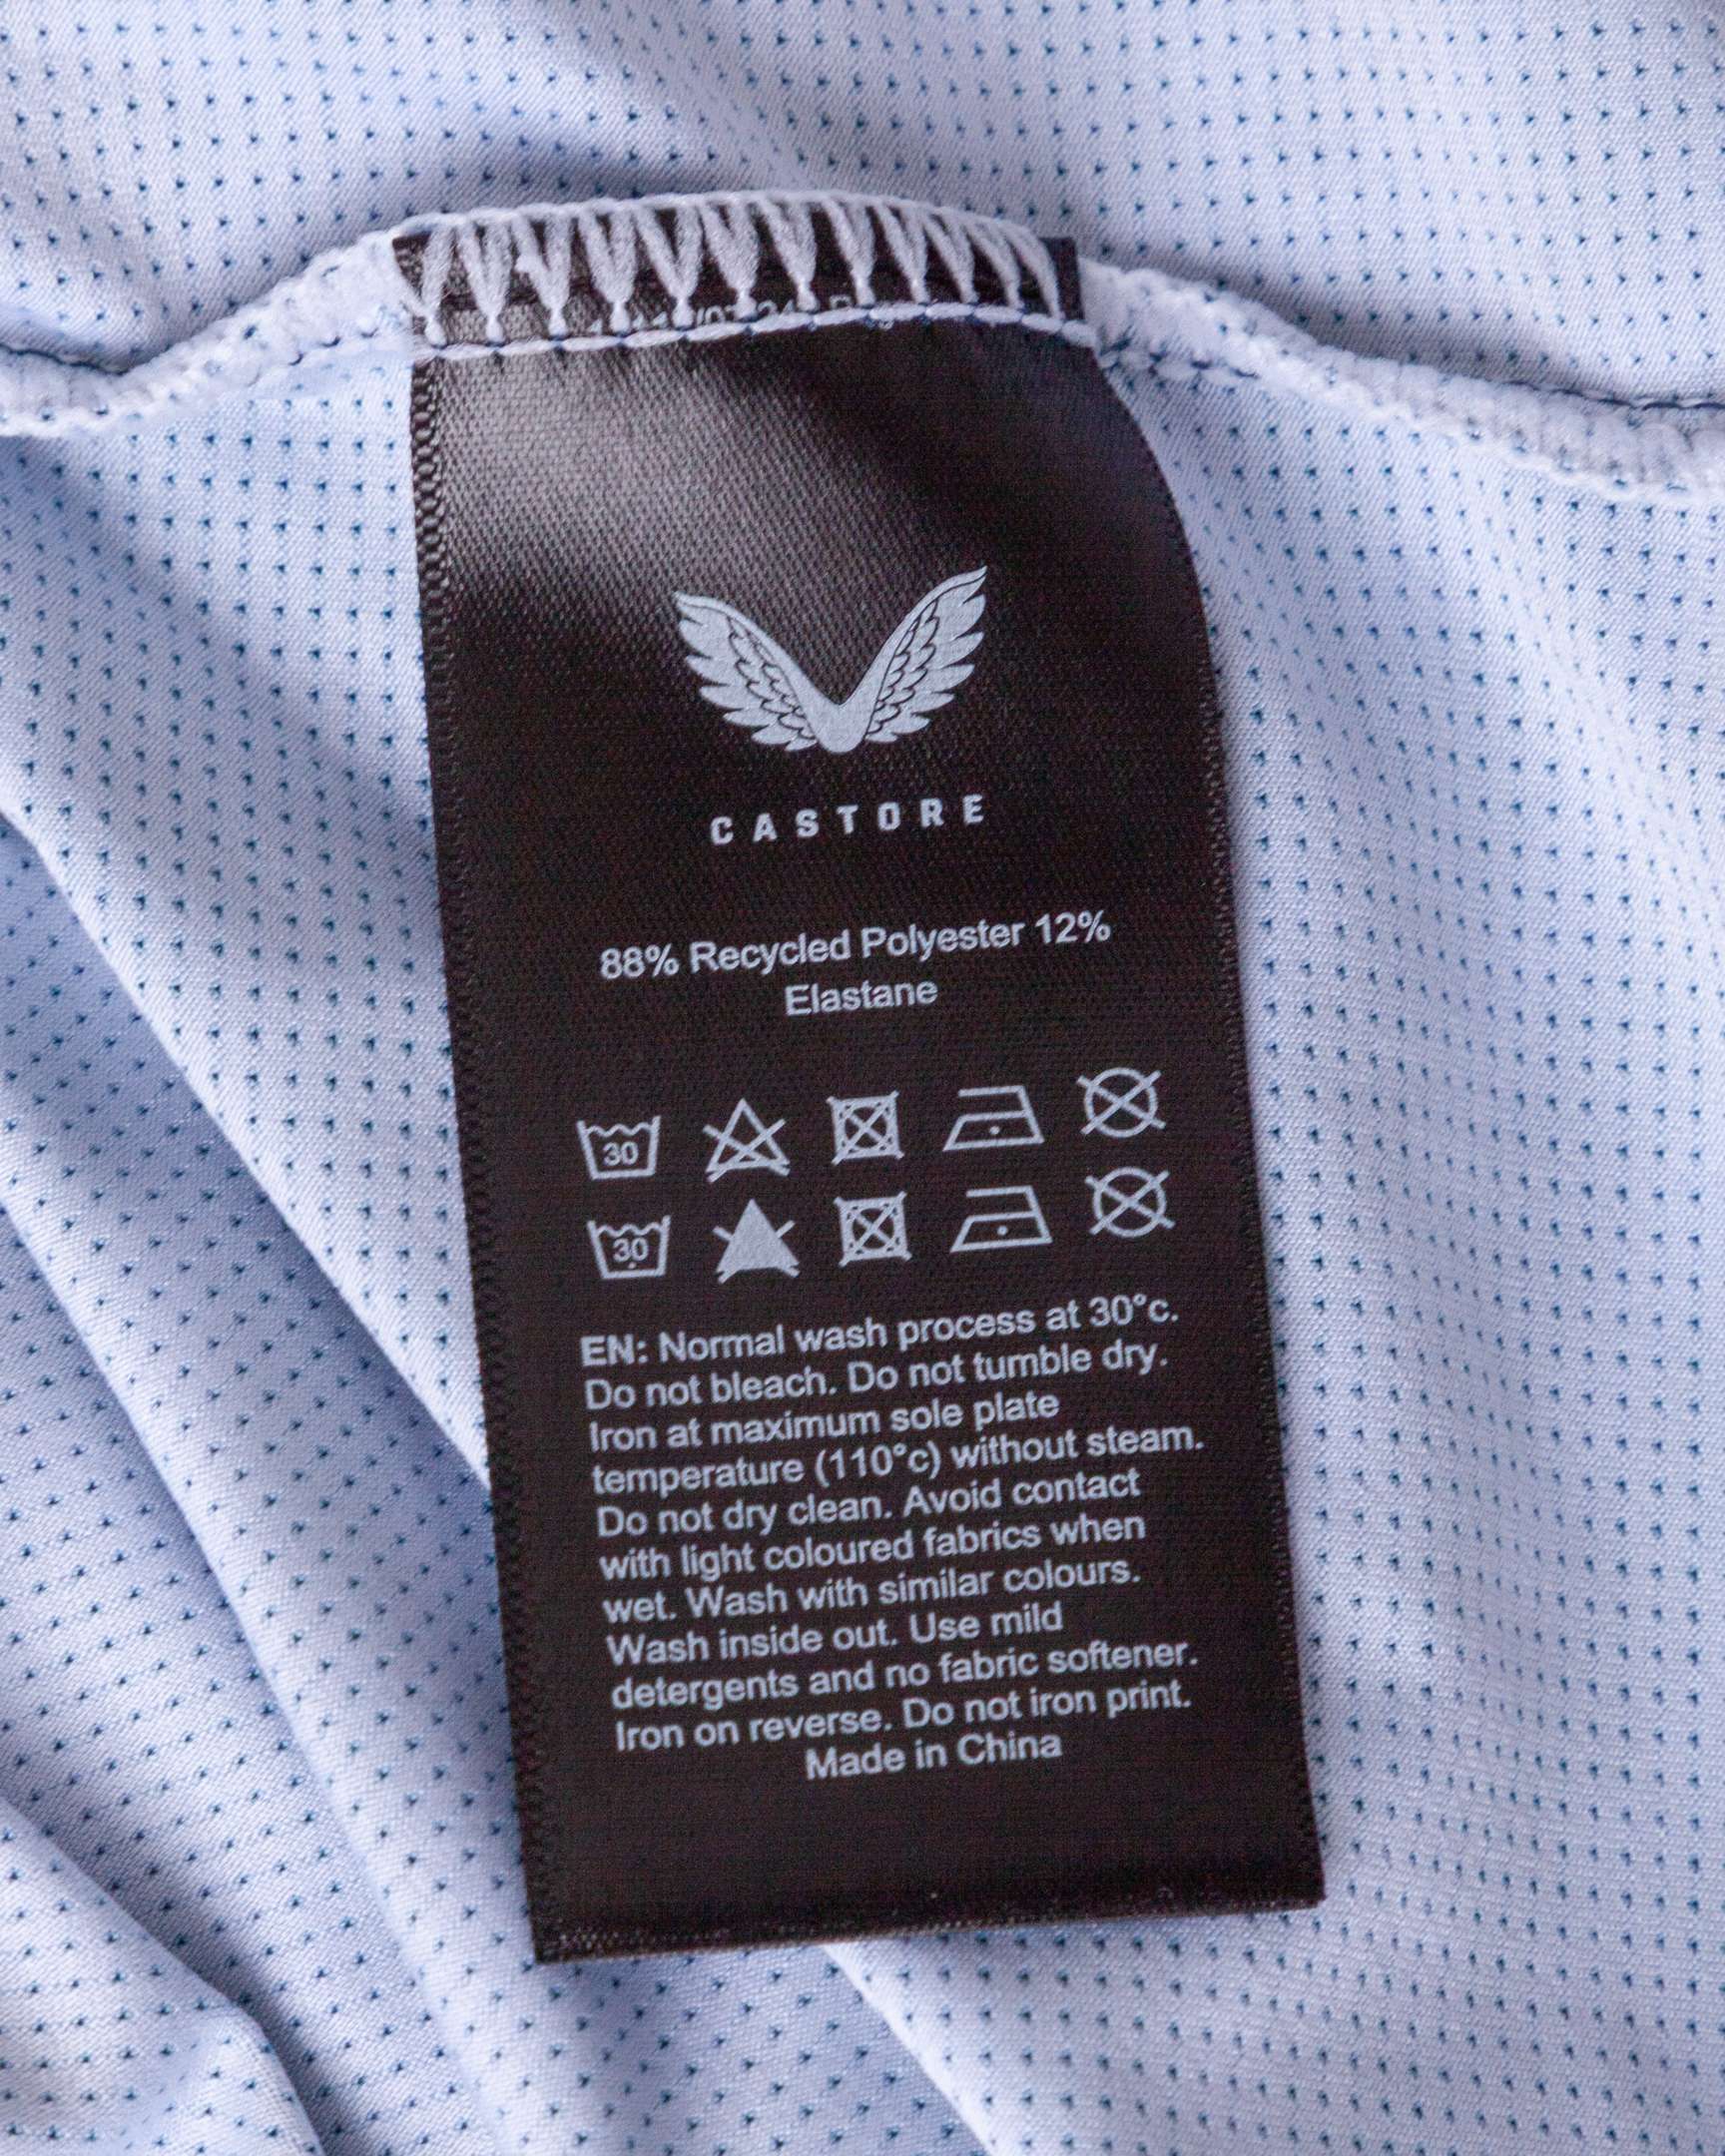 CASTORE
88% Recycled Polyester 12%
Elastane
30
30
EN: Normal wash process at 30°c.
Do not bleach. Do not tumble dry.
Iron at maximum sole plate
temperature (110°c) without steam.
Do not dry clean. Avoid contact
with light coloured fabrics when
wet. Wash with similar colours.
Wash inside out. Use mild
detergents and no fabric softener.
Iron on reverse. Do not iron print.
Made in China